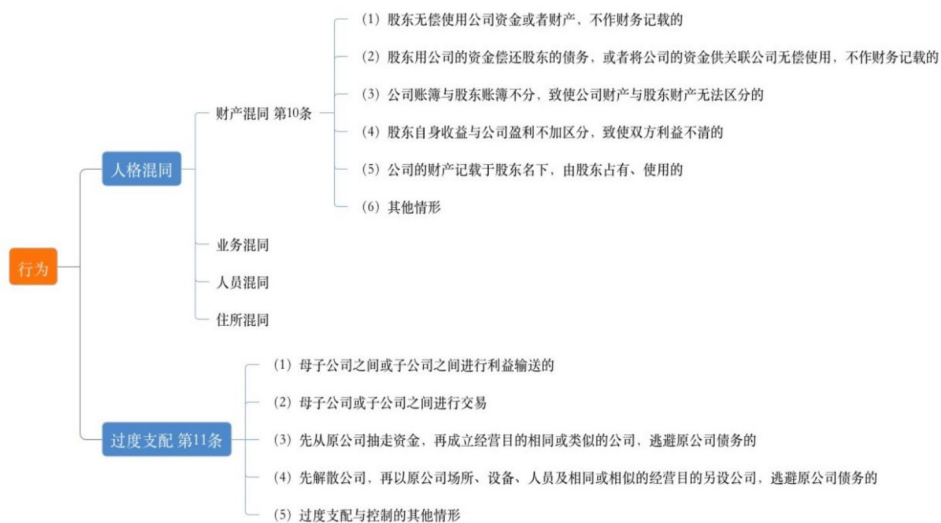 行为
人格混同
财产混同 第10条
（1）股东无偿使用公司资金或者财产，不作财务记载的
（2）股东用公司的资金偿还股东的债务，或者将公司的资金供关联公司无偿使用，不作财务记载的
（3）公司账簿与股东账簿不分，致使公司财产与股东财产无法区分的
（4）股东自身收益与公司盈利不加区分，致使双方利益不清的
（5）公司的财产记载于股东名下，由股东占有、使用的
（6）其他情形
业务混同
人员混同
住所混同
过度支配 第11条
（1）母子公司之间或子公司之间进行利益输送的
（2）母子公司或子公司之间进行交易
（3）先从原公司抽走资金，再成立经营目的相同或类似的公司，逃避原公司债务的
（4）先解散公司，再以原公司场所、设备、人员及相同或相似的经营目的另设公司，逃避原公司债务的
（5）过度支配与控制的其他情形